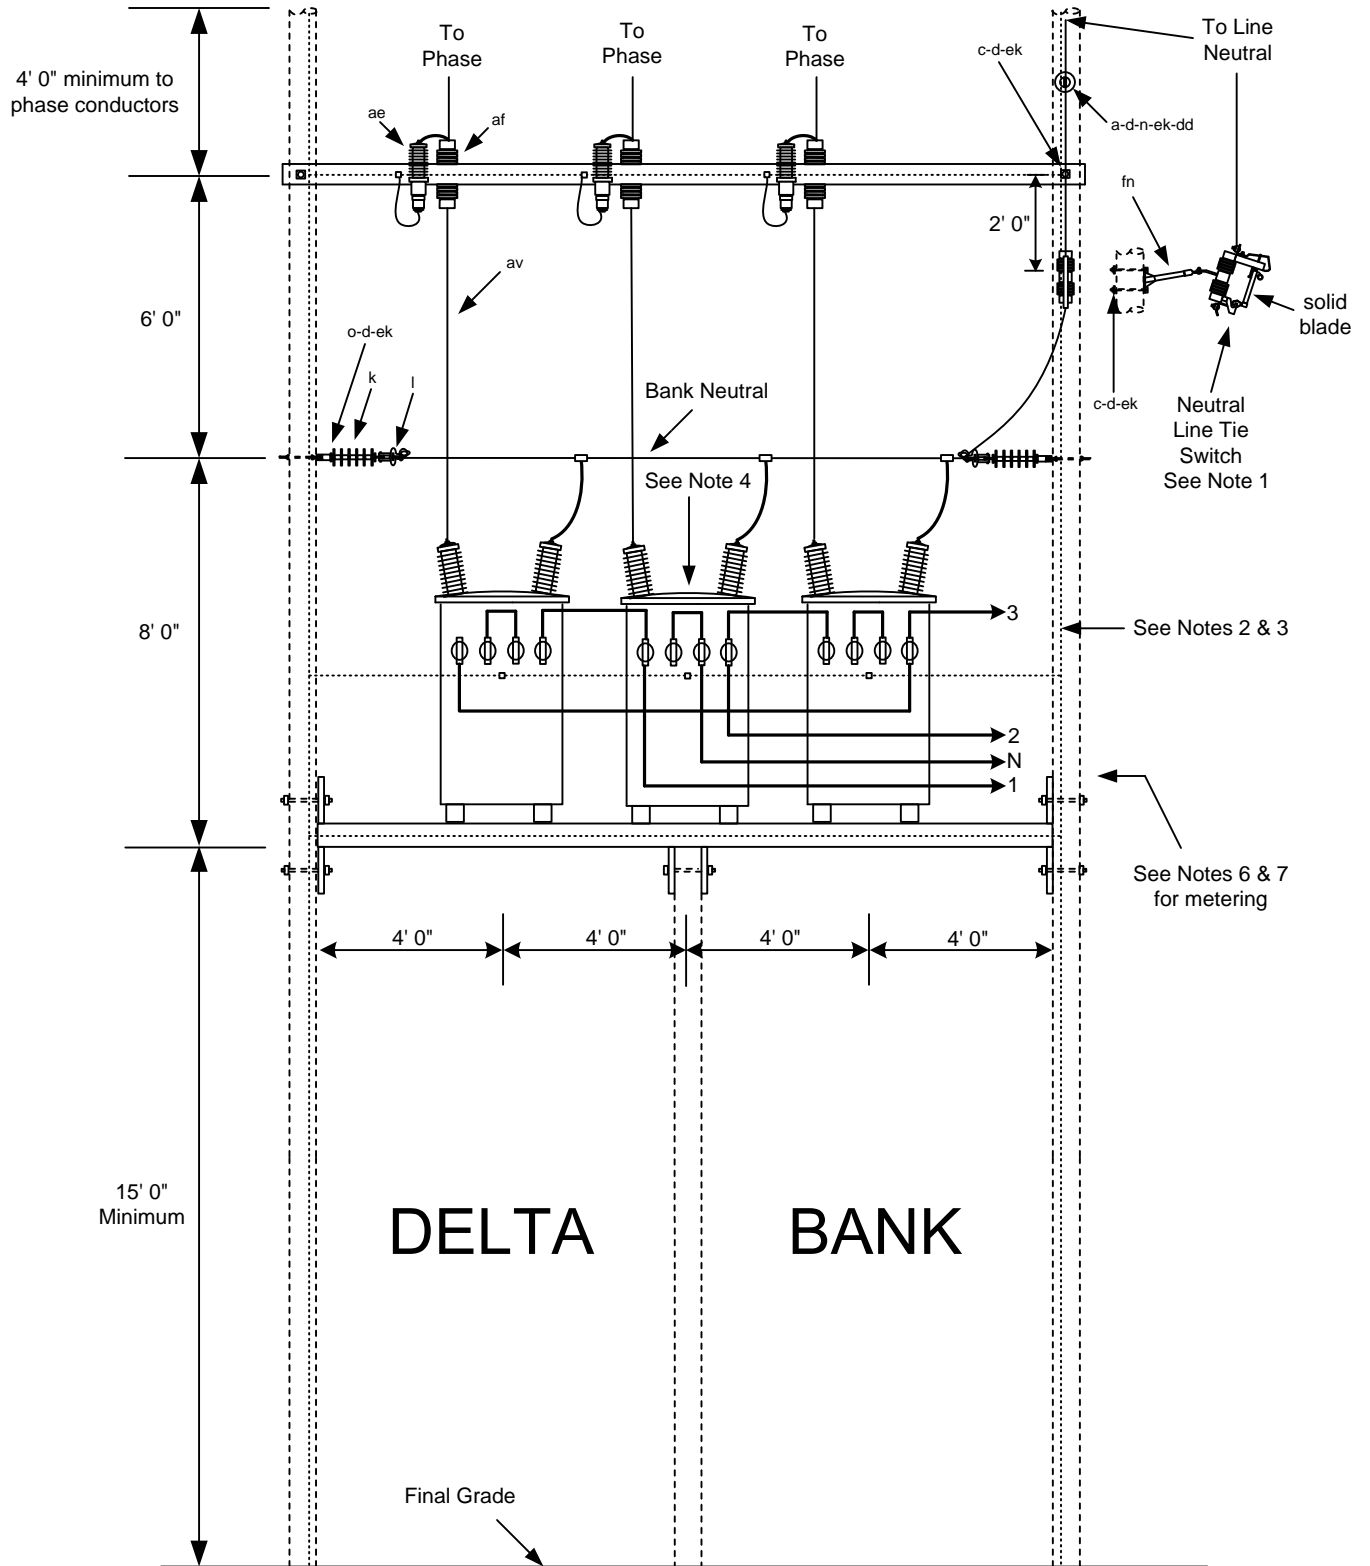 To
Phase
To
Phase
To
Phase
To Line
Neutral
c-d-ek
4' 0" minimum to
phase conductors
ae
af
a-d-n-ek-dd
fn
2' 0"
av
solid
blade
6' 0"
o-d-ek
k
l
Bank Neutral
c-d-ek
Neutral
Line Tie
Switch
See Note 1
See Note 4
8' 0"
3
See Notes 2 & 3
2
N
1
See Notes 6 & 7
for metering
4' 0"
4' 0"
4' 0"
4' 0"
15' 0"
Minimum
DELTA BANK
Final Grade